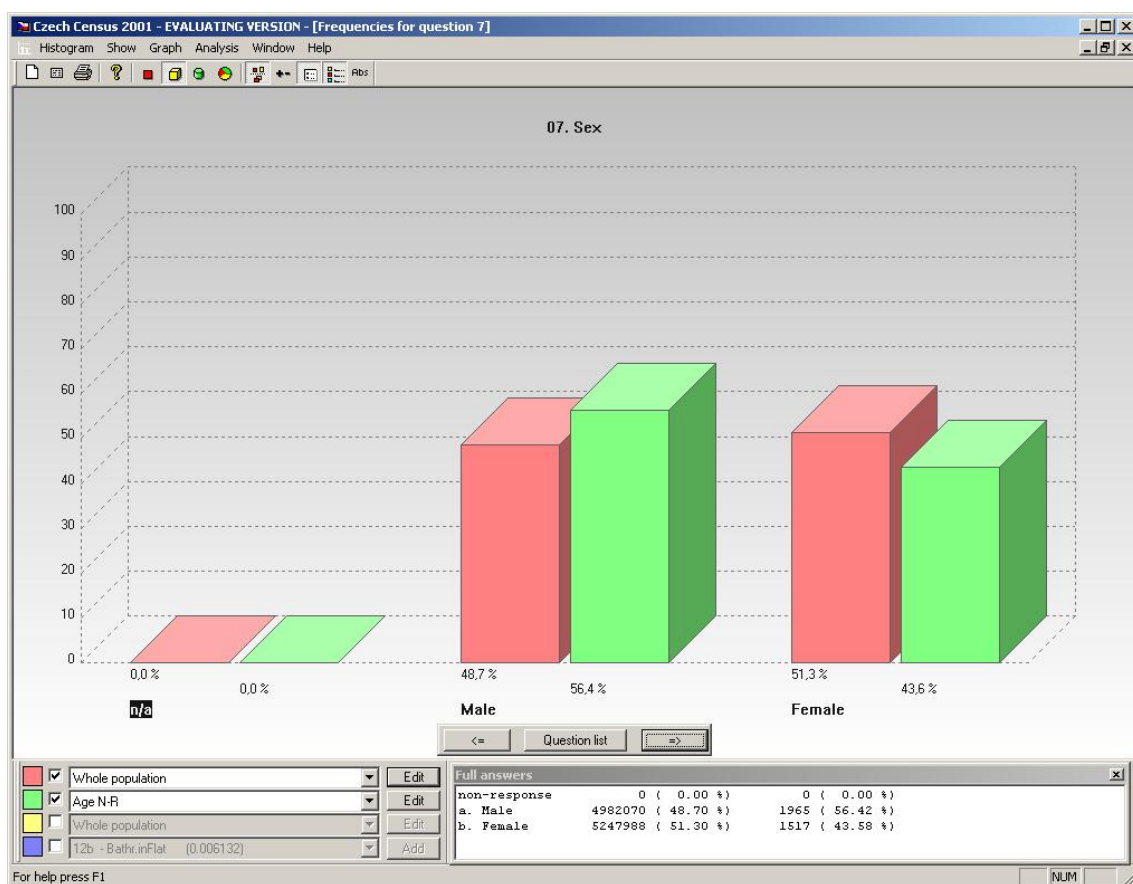 Czech Census 2001 - EVALUATING VERSION - [Frequencies for question 7]
Histogram Show Graph Analysis Window Help
Abs
07. Sex
100
90
80
70
60
50
40
30
20
10
0
0,0 % 48,7 % 51,3 %
0,0 % 56,4 % 43,6 %
n/a Male Female
<= Question list =>
Whole population Edit
Age N-R Edit
Whole population Edit
12b - Bathr.inFlat (0.006132) Add
Full answers
non-response 0 ( 0.00 %) 0 ( 0.00 %)
a. Male 4982070 ( 48.70 %) 1965 ( 56.42 %)
b. Female 5247988 ( 51.30 %) 1517 ( 43.58 %)
For help press F1 NUM